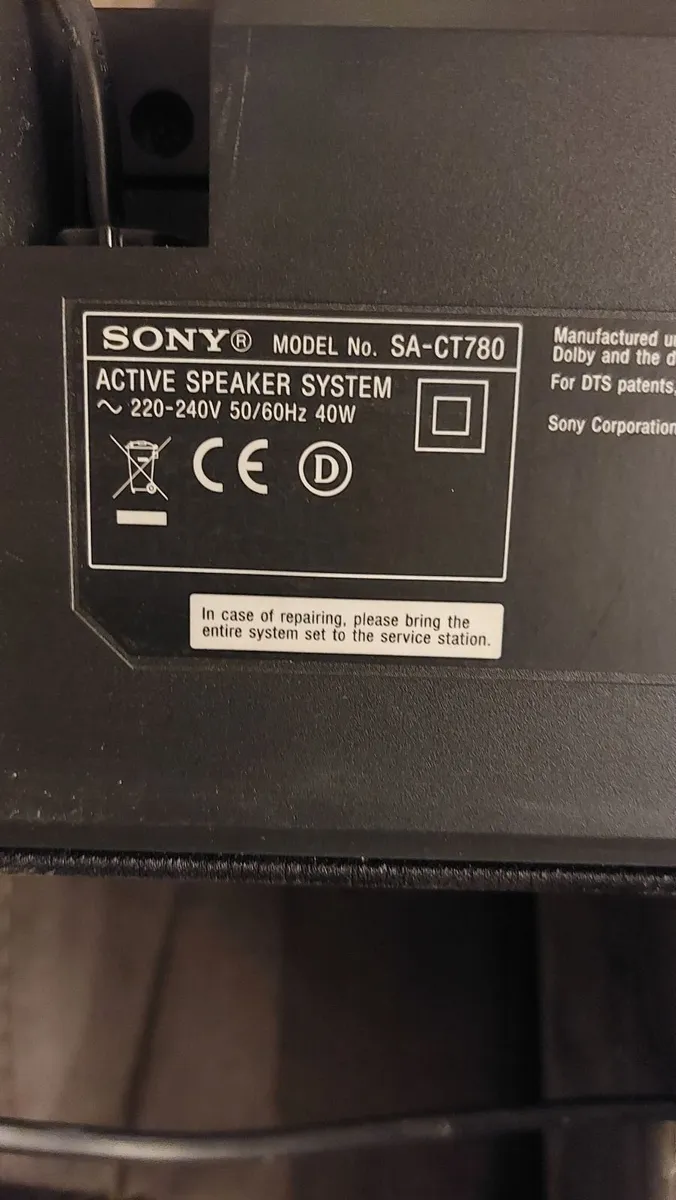 SONY® MODEL No. SA-CT780
ACTIVE SPEAKER SYSTEM
~ 220-240V 50/60Hz 40W
CE D
In case of repairing, please bring the
entire system set to the service station.
Manufactured
Dolby and the
For DTS patents,
Sony Corporation